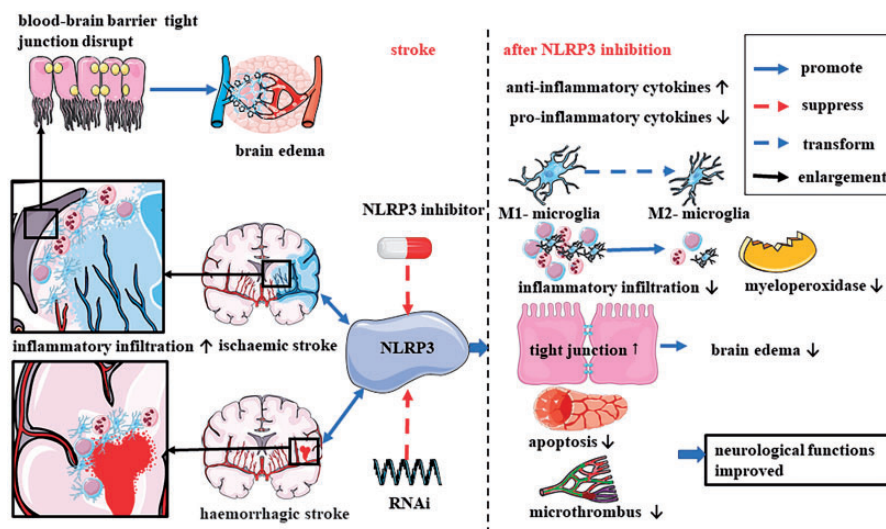 blood-brain barrier tight
junction disrupt
brain edema
inflammatory infiltration ↑
ischaemic stroke
haemorrhagic stroke
stroke
NLRP3 inhibitor
NLRP3
RNAi
after NLRP3 inhibition
anti-inflammatory cytokines ↑
pro-inflammatory cytokines ↓
M1- microglia
M2- microglia
inflammatory infiltration ↓
myeloperoxidase ↓
tight junction ↑
brain edema ↓
apoptosis ↓
microthrombus ↓
neurological functions
improved
promote
suppress
transform
enlargement